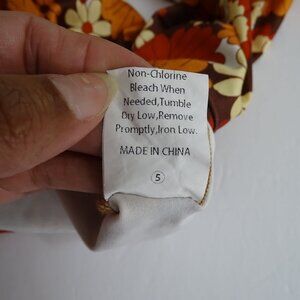 Non-Chlorine
Bleach When
Needed,Tumble
Dry Low,Remove
Promptly,Iron Low.
MADE IN CHINA
5